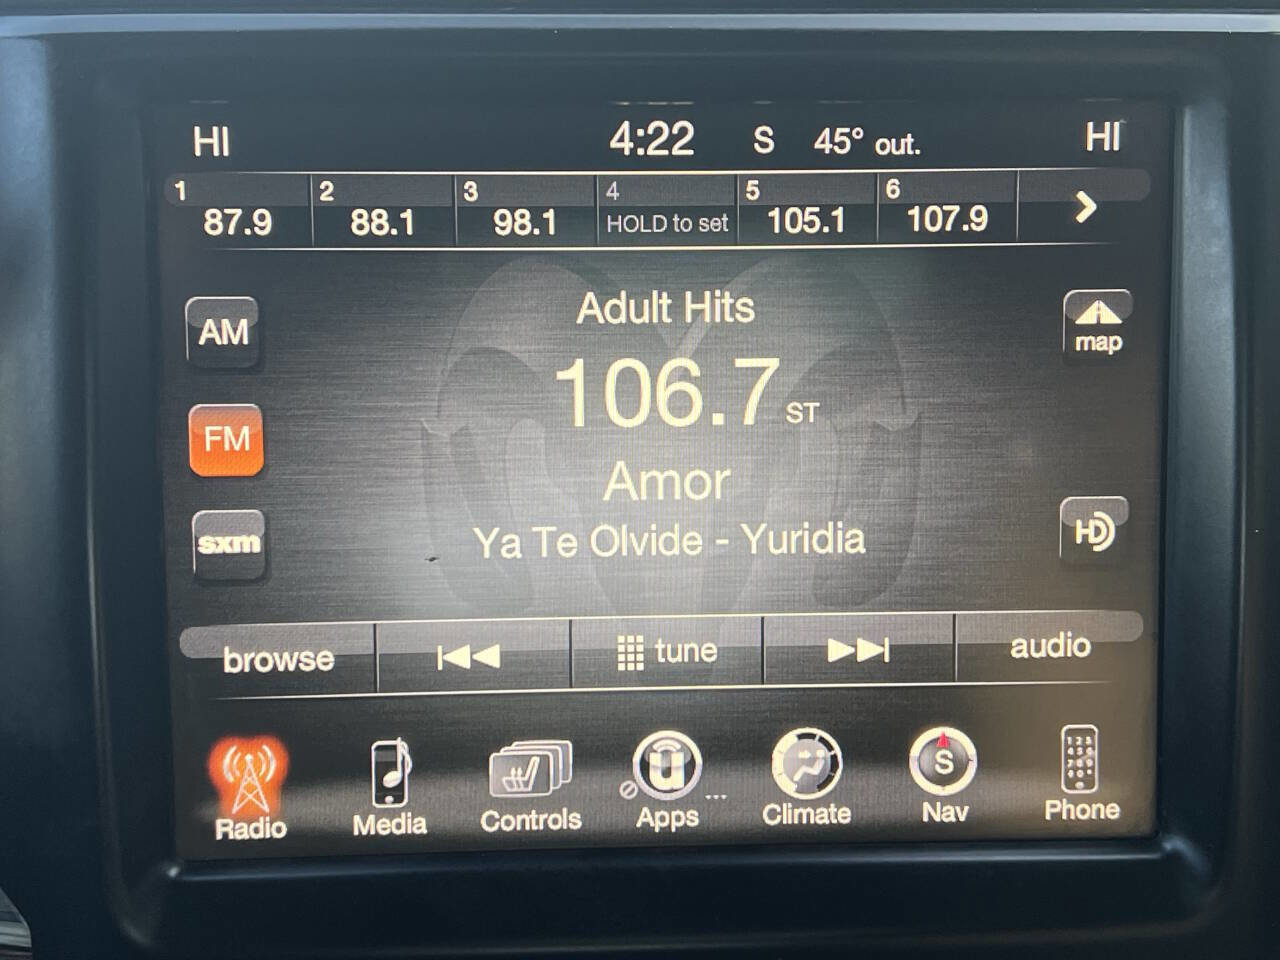 HI 4:22 S 45° out. HI
1 2 3 4 5 6
87.9 88.1 98.1 HOLD to set 105.1 107.9
Adult Hits
AM
map
106.7 ST
FM
Amor
HD
sxm
Ya Te Olvide - Yuridia
browse tune audio
S
Radio Media Controls Apps ... Climate Nav Phone